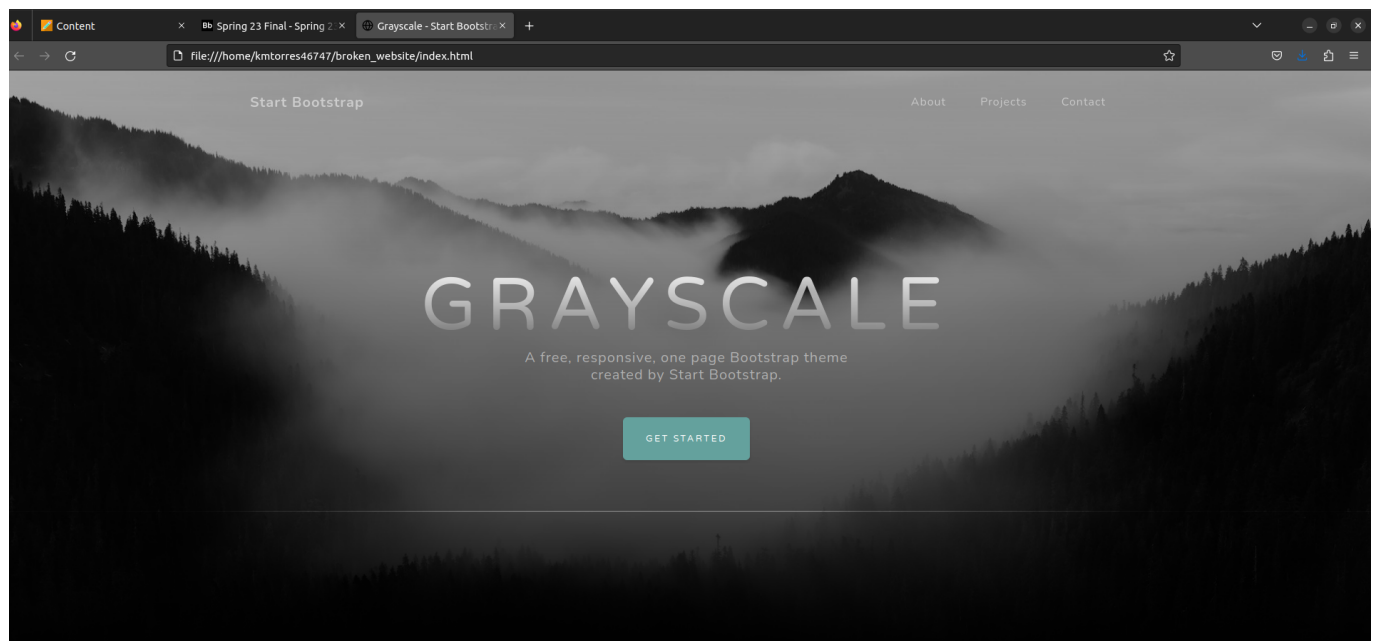 Content
Bb Spring 23 Final - Spring 2
Grayscale - Start Bootstra
file:///home/kmtorres46747/broken_website/index.html
Start Bootstrap
About Projects Contact
GRAYSCALE
A free, responsive, one page Bootstrap theme
created by Start Bootstrap.
GET STARTED